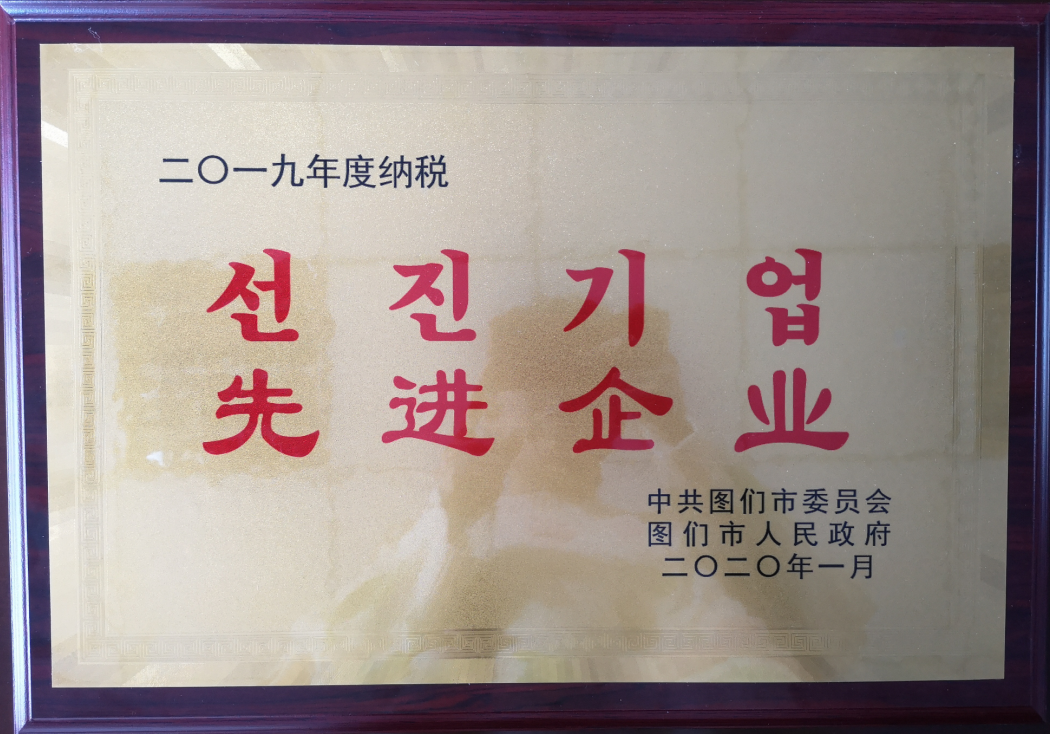 二〇一九年度纳税
선진기업
先进企业
中共图们市委员会
图们市人民政府
二〇二〇年一月